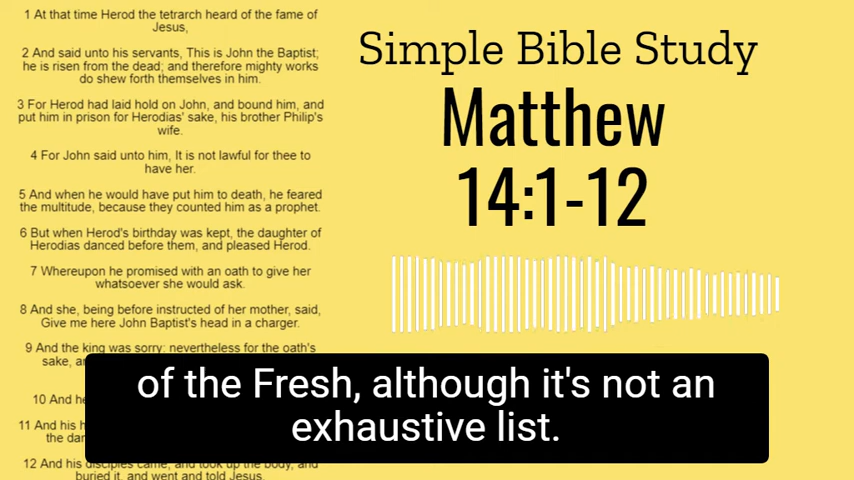 1 At that time Herod the tetrarch heard of the fame of
Jesus,
2 And said unto his servants, This is John the Baptist;
he is risen from the dead; and therefore mighty works
do shew forth themselves in him.
3 For Herod had laid hold on John, and bound him, and
put him in prison for Herodias' sake, his brother Philip's
wife.
4 For John said unto him, It is not lawful for thee to
have her.
5 And when he would have put him to death, he feared
the multitude, because they counted him as a prophet.
6 But when Herod's birthday was kept, the daughter of
Herodias danced before them, and pleased Herod.
7 Whereupon he promised with an oath to give her
whatsoever she would ask.
8 And she, being before instructed of her mother, said,
Give me here John Baptist's head in a charger.
9 And the king was sorry: nevertheless for the oath's
sake,
10 And he
11 And his
the
12 And his disciples came, and took up the body, and
buried it, and went and told Jesus.
Simple Bible Study
Matthew
14:1-12
of the Fresh, although it's not an
exhaustive list.